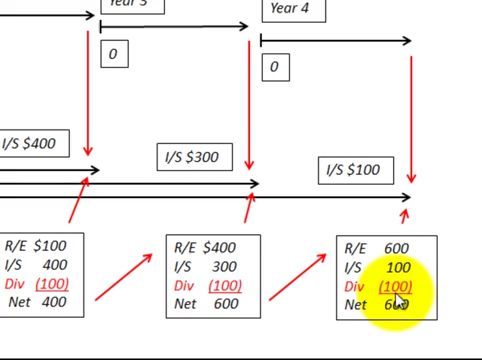 Year 3
Year 4
0
0
I/S $400
I/S $300
I/S $100
R/E $100
I/S 400
Div (100)
Net 400
R/E $400
I/S 300
Div (100)
Net 600
R/E 600
I/S 100
Div (100)
Net 600